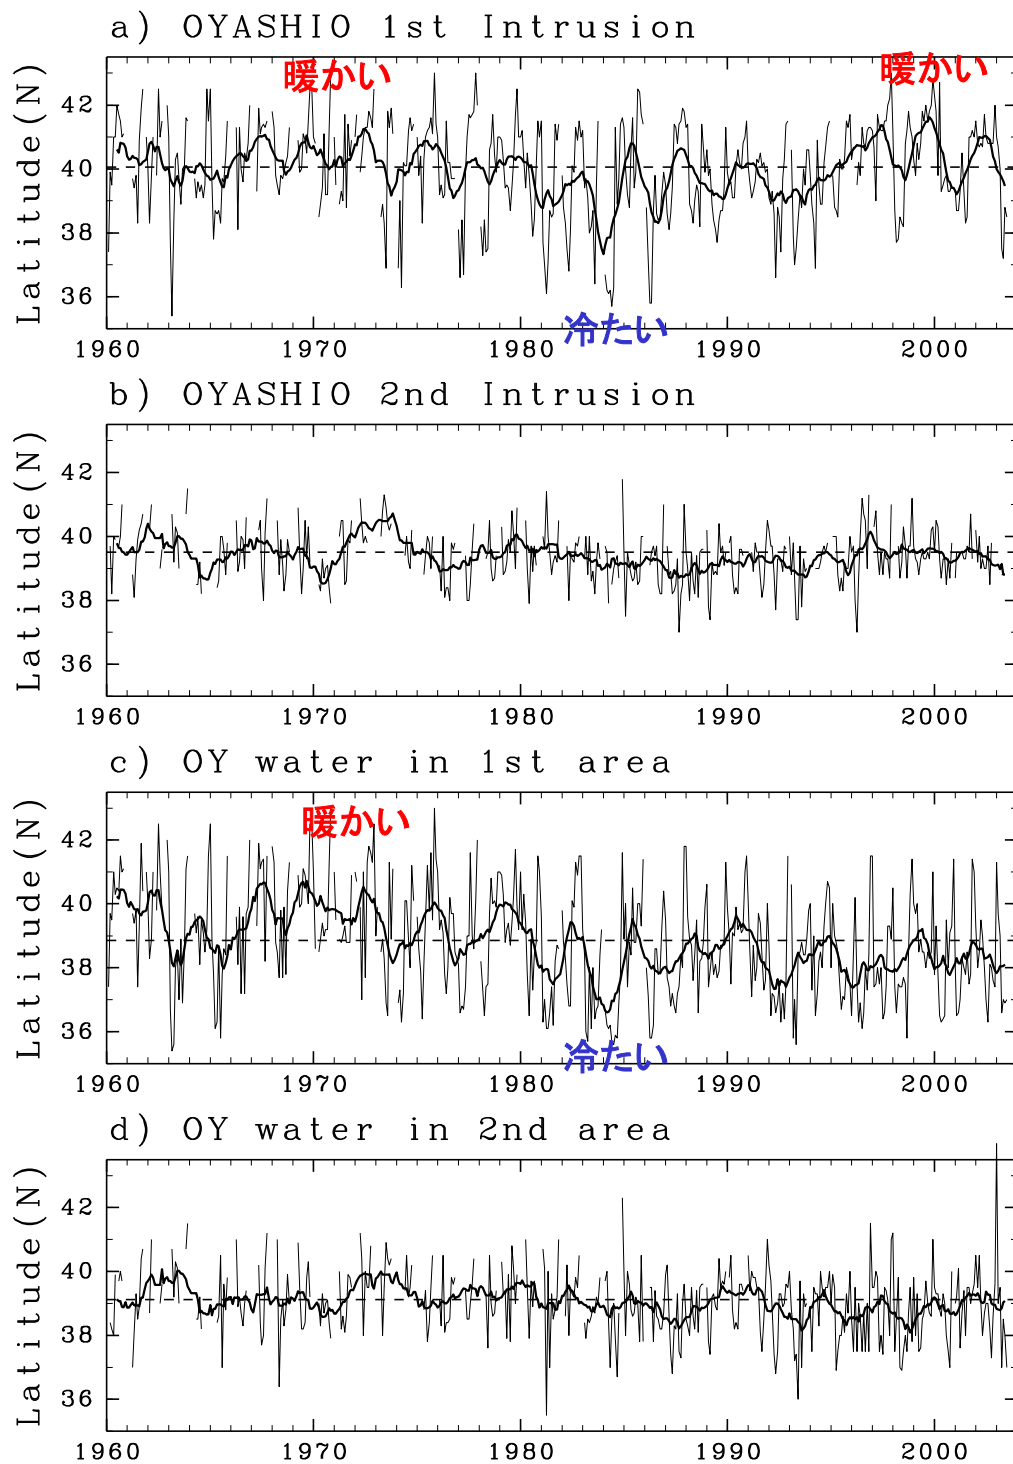 a) OYASHIO 1st Intrusion
暖かい
暖かい
Latitude(N)
42
40
38
36
冷たい
1960
1970
1980
1990
2000
b) OYASHIO 2nd Intrusion
Latitude(N)
42
40
38
36
1960
1970
1980
1990
2000
c) OY water in 1st area
暖かい
Latitude(N)
42
40
38
36
冷たい
1960
1970
1980
1990
2000
d) OY water in 2nd area
Latitude(N)
42
40
38
36
1960
1970
1980
1990
2000